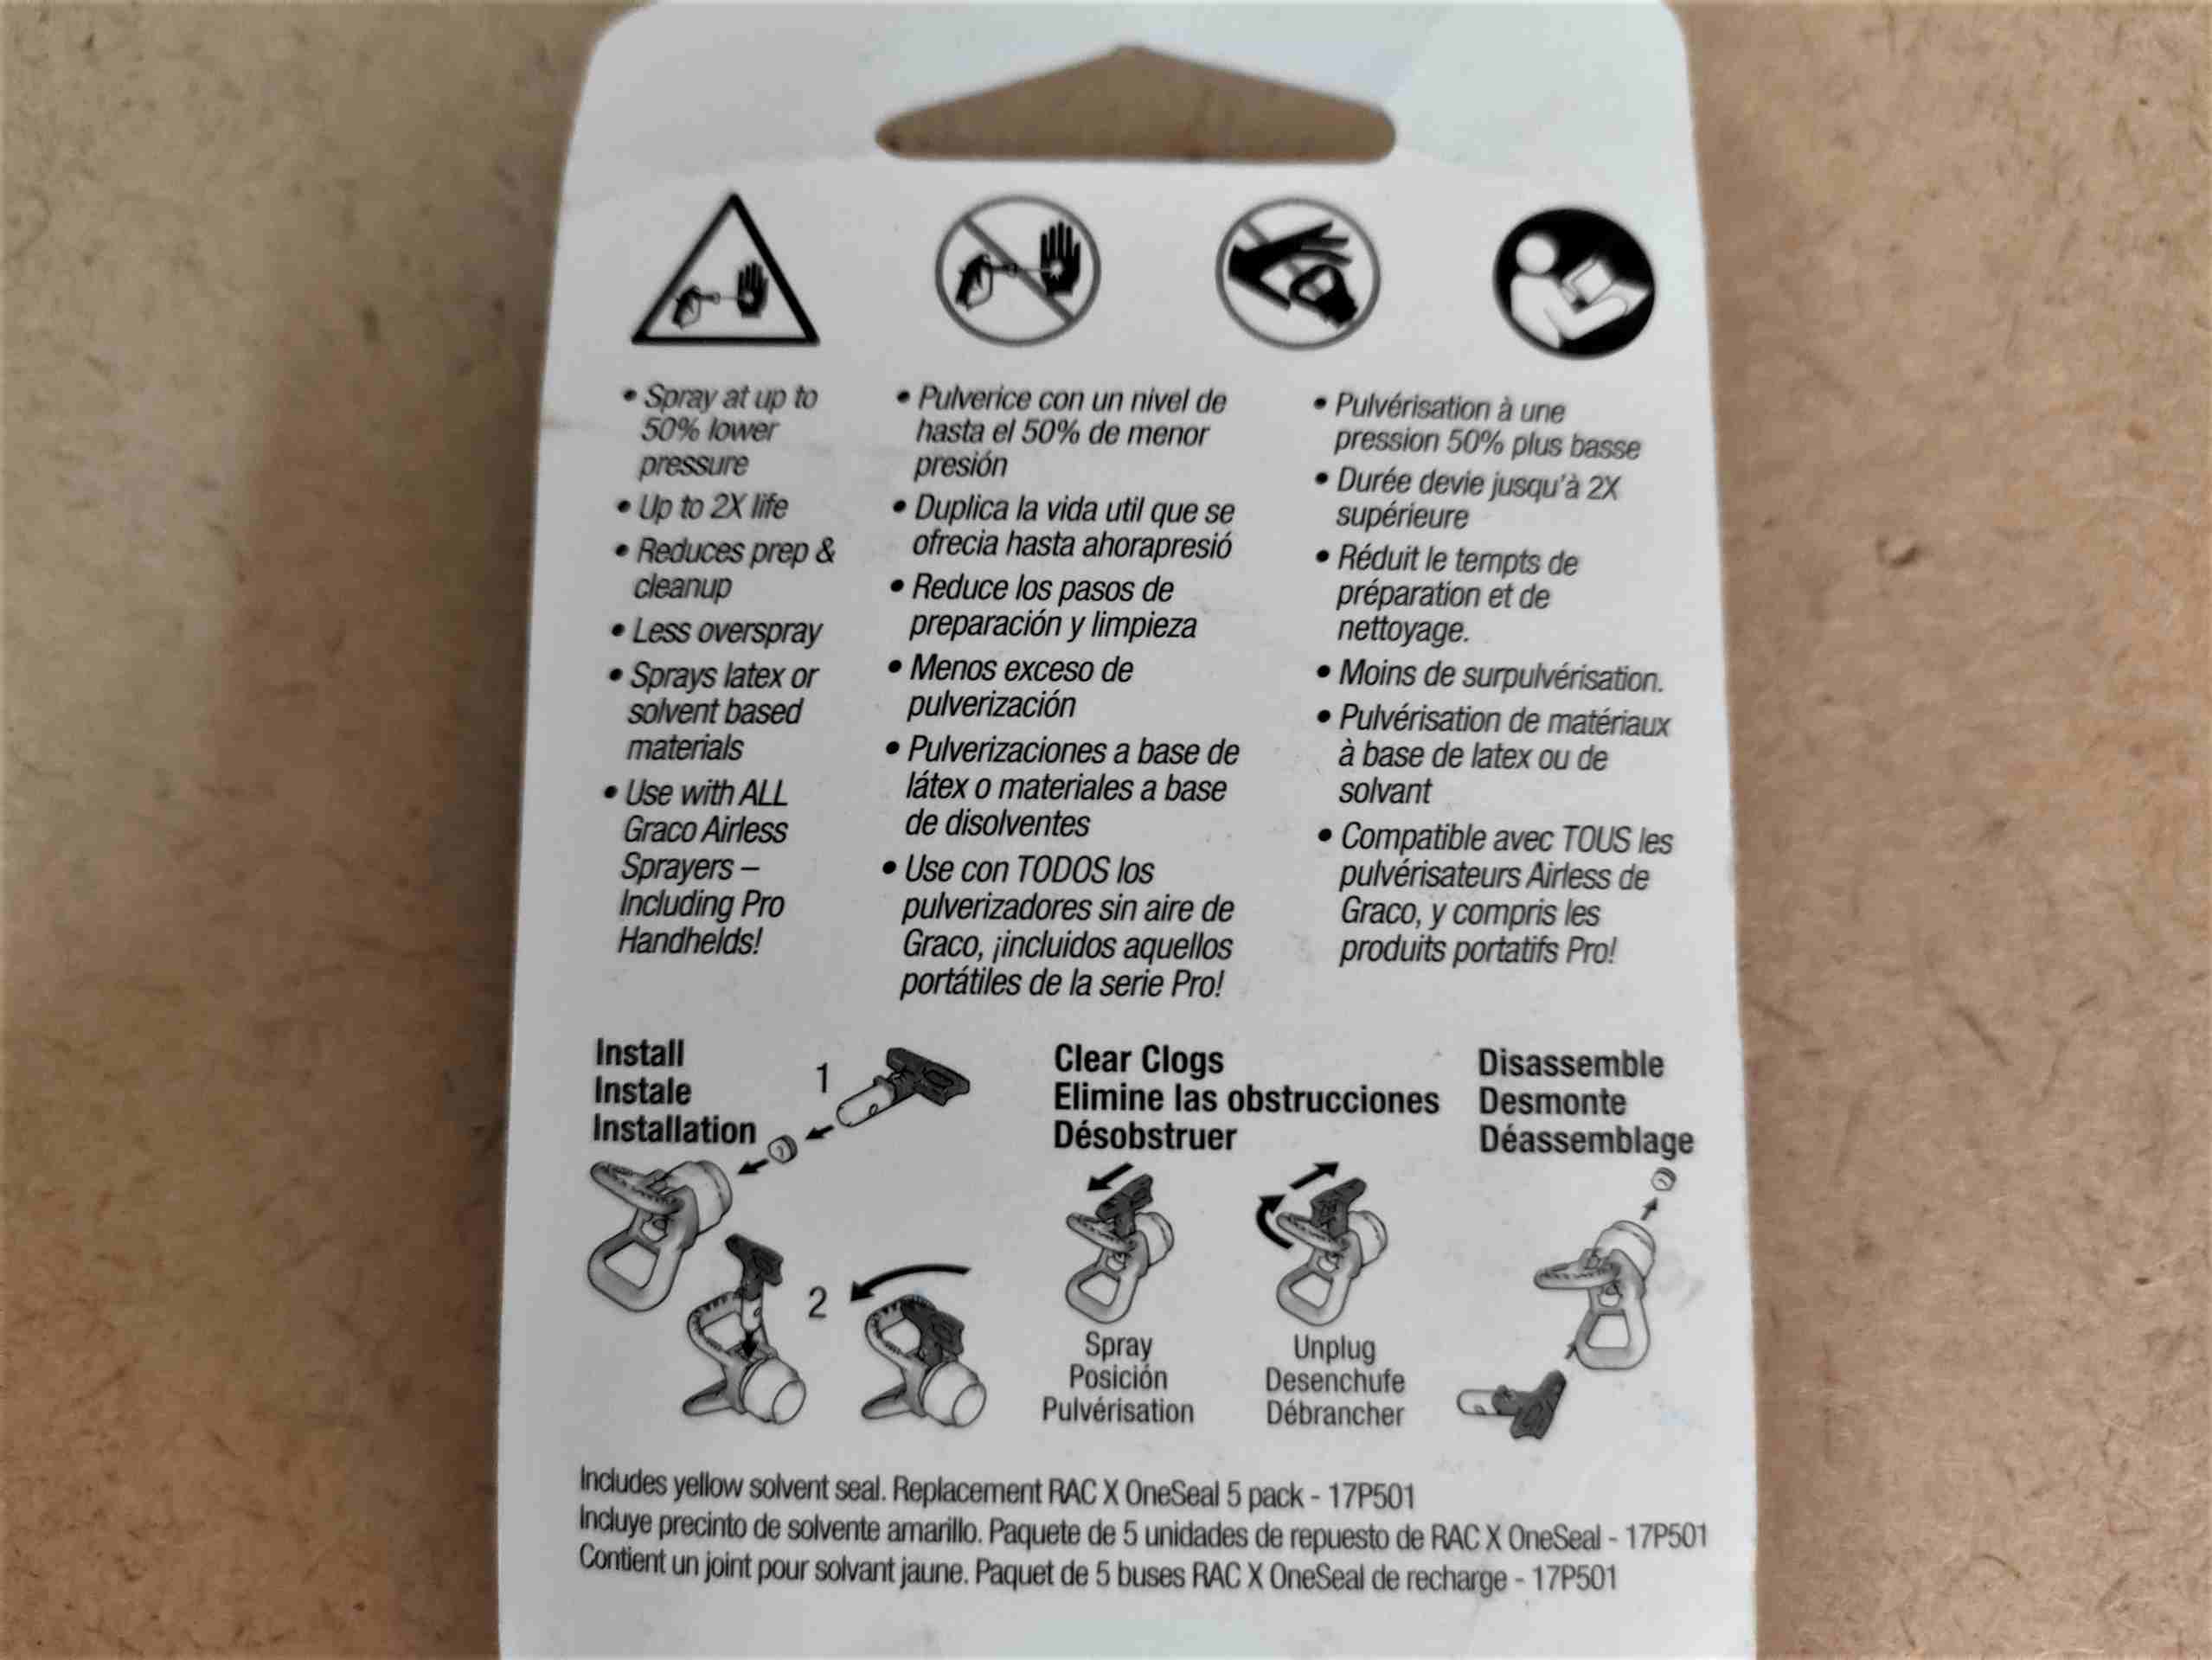 • Spray at up to
50% lower
pressure
• Up to 2X life
• Reduces prep &
cleanup
• Less overspray
• Sprays latex or
solvent based
materials
• Use with ALL
Graco Airless
Sprayers –
Including Pro
Handhelds!
• Pulverice con un nivel de
hasta el 50% de menor
presión
• Duplica la vida util que se
ofrecia hasta ahorapresió
• Reduce los pasos de
preparación y limpieza
• Menos exceso de
pulverización
• Pulverizaciones a base de
látex o materiales a base
de disolventes
• Use con TODOS los
pulverizadores sin aire de
Graco, ¡incluidos aquellos
portátiles de la serie Pro!
• Pulvérisation à une
pression 50% plus basse
• Durée devie jusqu'à 2X
supérieure
• Réduit le tempts de
préparation et de
nettoyage.
• Moins de surpulvérisation.
• Pulvérisation de matériaux
à base de latex ou de
solvant
• Compatible avec TOUS les
pulvérisateurs Airless de
Graco, y compris les
produits portatifs Pro!
Install
Instale
Installation
1
2
Clear Clogs
Elimine las obstrucciones
Désobstruer
Spray
Posición
Pulvérisation
Unplug
Desenchufe
Débrancher
Disassemble
Desmonte
Déassemblage
Includes yellow solvent seal. Replacement RAC X OneSeal 5 pack - 17P501
Incluye precinto de solvente amarillo. Paquete de 5 unidades de repuesto de RAC X OneSeal - 17P501
Contient un joint pour solvant jaune. Paquet de 5 buses RAC X OneSeal de recharge - 17P501